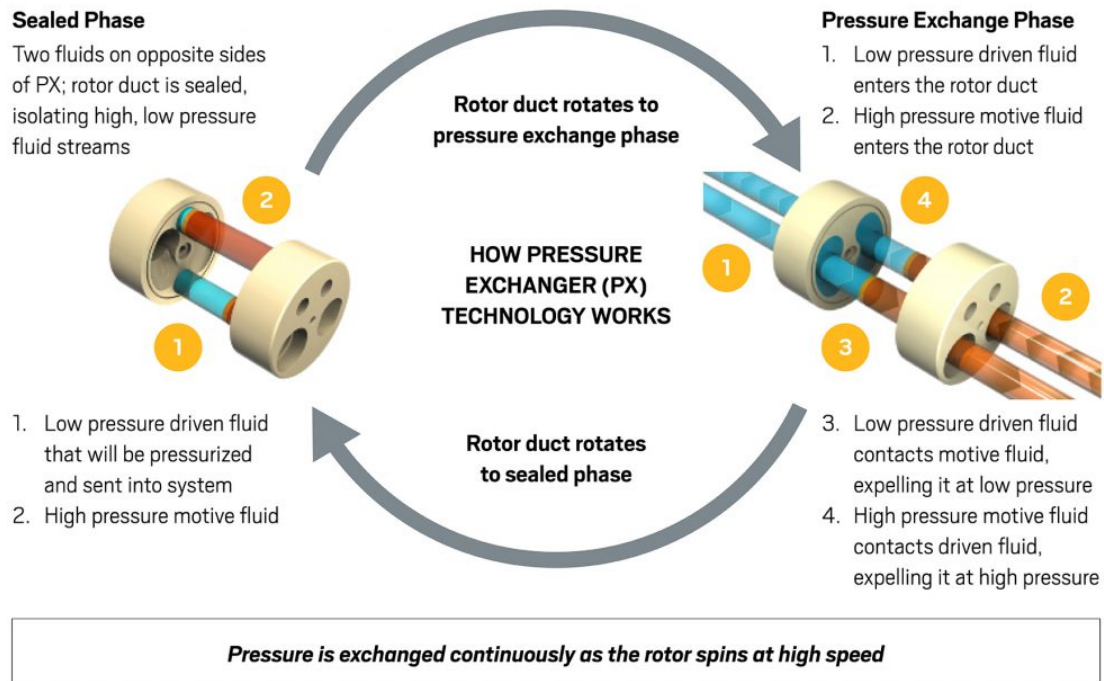 Sealed Phase
Two fluids on opposite sides
of PX; rotor duct is sealed,
isolating high, low pressure
fluid streams
2
1
1. Low pressure driven fluid
that will be pressurized
and sent into system
2. High pressure motive fluid
Rotor duct rotates to
pressure exchange phase
HOW PRESSURE
EXCHANGER (PX)
TECHNOLOGY WORKS
Rotor duct rotates
to sealed phase
Pressure Exchange Phase
1. Low pressure driven fluid
enters the rotor duct
2. High pressure motive fluid
enters the rotor duct
4
1
2
3
3. Low pressure driven fluid
contacts motive fluid,
expelling it at low pressure
4. High pressure motive fluid
contacts driven fluid,
expelling it at high pressure
Pressure is exchanged continuously as the rotor spins at high speed